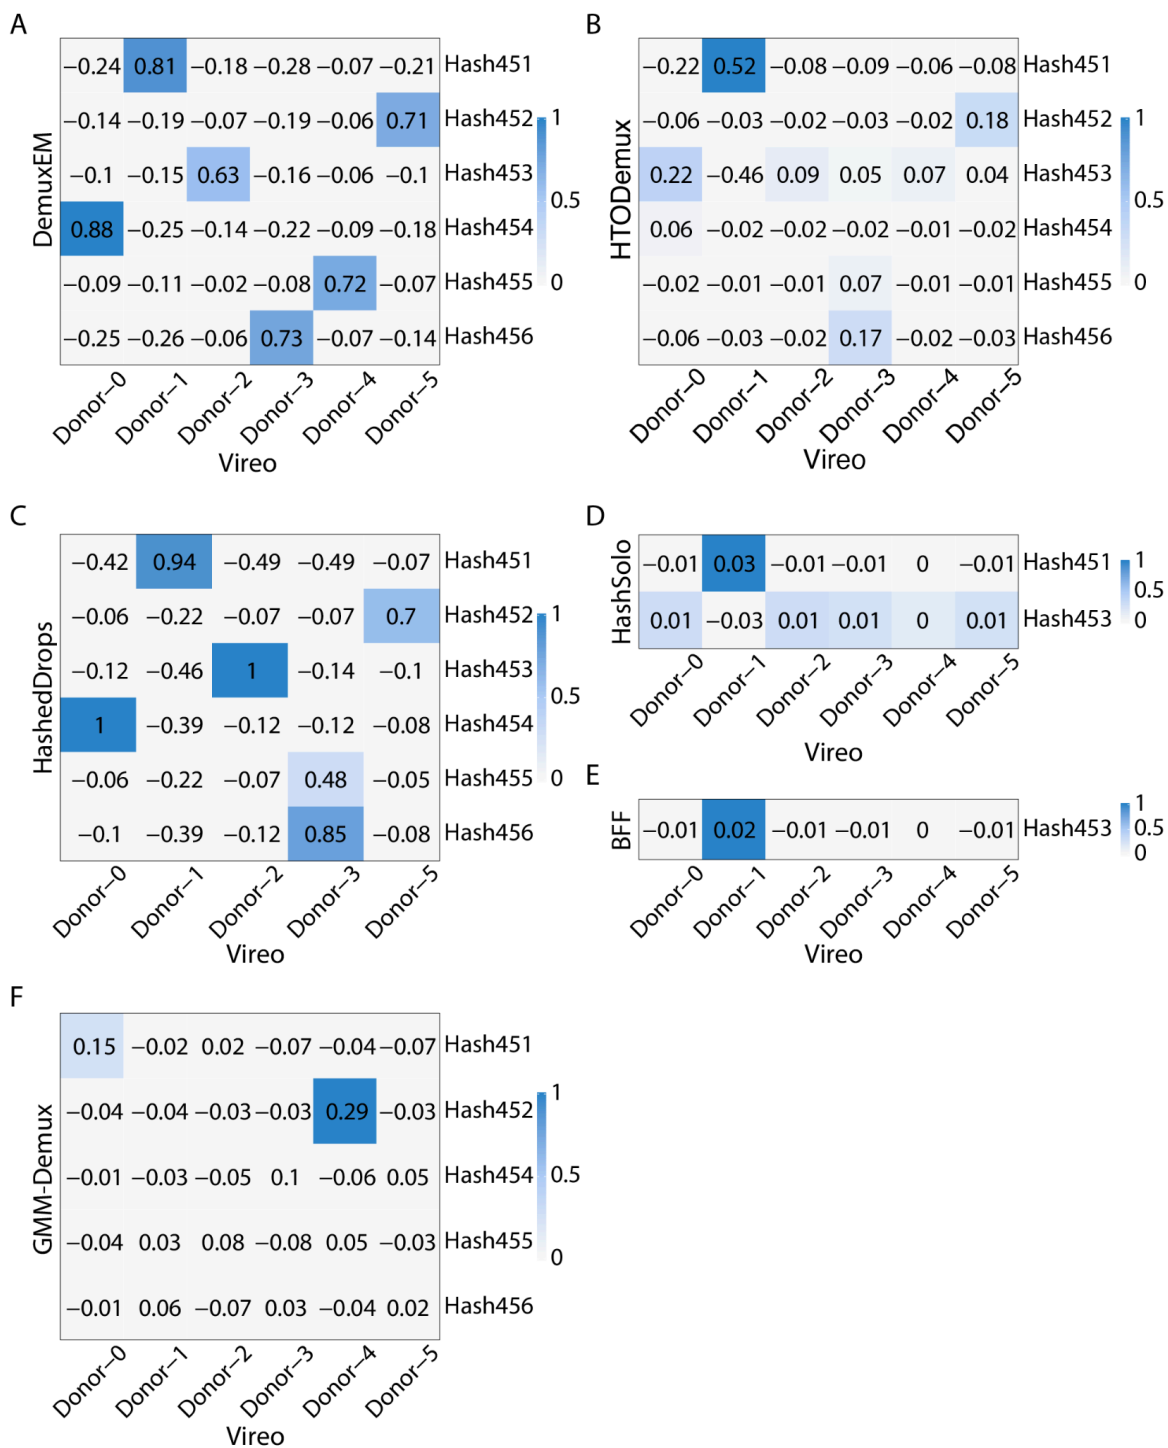 A
DemuxEM
−0.24 0.81 −0.18 −0.28 −0.07 −0.21 Hash451
−0.14 −0.19 −0.07 −0.19 −0.06 0.71 Hash452
−0.1 −0.15 0.63 −0.16 −0.06 −0.1 Hash453
0.88 −0.25 −0.14 −0.22 −0.09 −0.18 Hash454
−0.09 −0.11 −0.02 −0.08 0.72 −0.07 Hash455
−0.25 −0.26 −0.06 0.73 −0.07 −0.14 Hash456
Donor−0 Donor−1 Donor−2 Donor−3 Donor−4 Donor−5
Vireo
1
0.5
0
B
HTODemux
−0.22 0.52 −0.08 −0.09 −0.06 −0.08 Hash451
−0.06 −0.03 −0.02 −0.03 −0.02 0.18 Hash452
0.22 −0.46 0.09 0.05 0.07 0.04 Hash453
0.06 −0.02 −0.02 −0.02 −0.01 −0.02 Hash454
−0.02 −0.01 −0.01 0.07 −0.01 −0.01 Hash455
−0.06 −0.03 −0.02 0.17 −0.02 −0.03 Hash456
Donor−0 Donor−1 Donor−2 Donor−3 Donor−4 Donor−5
Vireo
1
0.5
0
C
HashedDrops
−0.42 0.94 −0.49 −0.49 −0.07 Hash451
−0.06 −0.22 −0.07 −0.07 0.7 Hash452
−0.12 −0.46 1 −0.14 −0.1 Hash453
1 −0.39 −0.12 −0.12 −0.08 Hash454
−0.06 −0.22 −0.07 0.48 −0.05 Hash455
−0.1 −0.39 −0.12 0.85 −0.08 Hash456
Donor−0 Donor−1 Donor−2 Donor−3 Donor−5
Vireo
1
0.5
0
D
HashSolo
−0.01 0.03 −0.01 −0.01 0 −0.01 Hash451
0.01 −0.03 0.01 0.01 0 0.01 Hash453
Donor−0 Donor−1 Donor−2 Donor−3 Donor−4 Donor−5
Vireo
1
0.5
0
E
BFF
−0.01 0.02 −0.01 −0.01 0 −0.01 Hash453
Donor−0 Donor−1 Donor−2 Donor−3 Donor−4 Donor−5
Vireo
1
0.5
0
F
GMM-Demux
0.15 −0.02 0.02 −0.07 −0.04 −0.07 Hash451
−0.04 −0.04 −0.03 −0.03 0.29 −0.03 Hash452
−0.01 −0.03 −0.05 0.1 −0.06 0.05 Hash454
−0.04 0.03 0.08 −0.08 0.05 −0.03 Hash455
−0.01 0.06 −0.07 0.03 −0.04 0.02 Hash456
Donor−0 Donor−1 Donor−2 Donor−3 Donor−4 Donor−5
Vireo
1
0.5
0